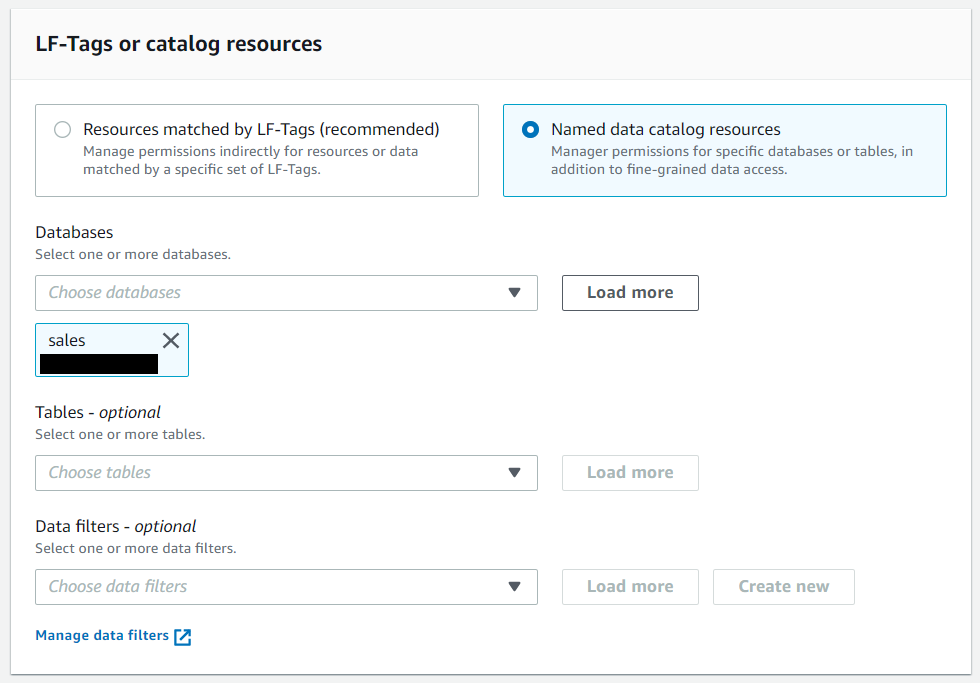 LF-Tags or catalog resources
Resources matched by LF-Tags (recommended)
Manage permissions indirectly for resources or data
matched by a specific set of LF-Tags.
Named data catalog resources
Manager permissions for specific databases or tables, in
addition to fine-grained data access.
Databases
Select one or more databases.
Choose databases
Load more
sales
Tables - optional
Select one or more tables.
Choose tables
Load more
Data filters - optional
Select one or more data filters.
Choose data filters
Load more
Create new
Manage data filters